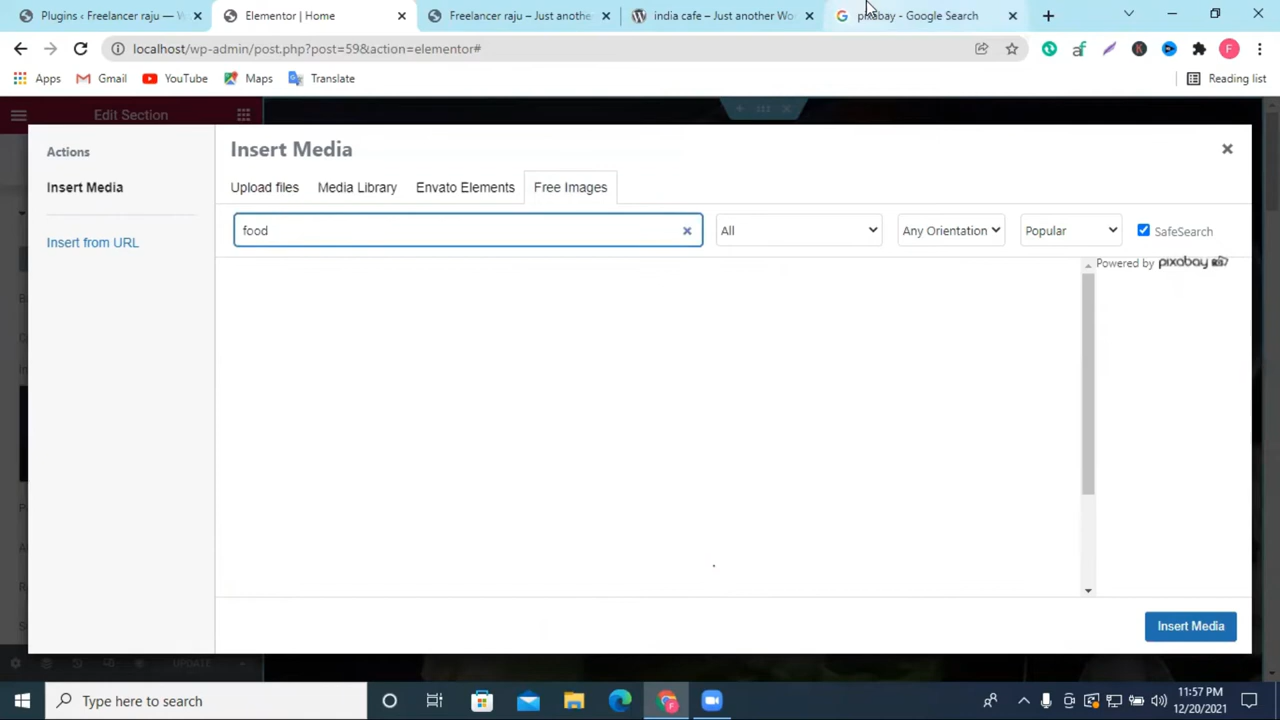 Plugins ‹ Freelancer raju — W
Elementor | Home
Freelancer raju – Just anothe
india cafe – Just another Wo
pixabay - Google Search
localhost/wp-admin/post.php?post=59&action=elementor#
Apps
Gmail
YouTube
Maps
Translate
Reading list
Edit Section
Actions
Insert Media
Insert from URL
Insert Media
Upload files
Media Library
Envato Elements
Free Images
food
All
Any Orientation
Popular
SafeSearch
Powered by pixabay
Insert Media
UPDATE
Type here to search
11:57 PM
12/20/2021